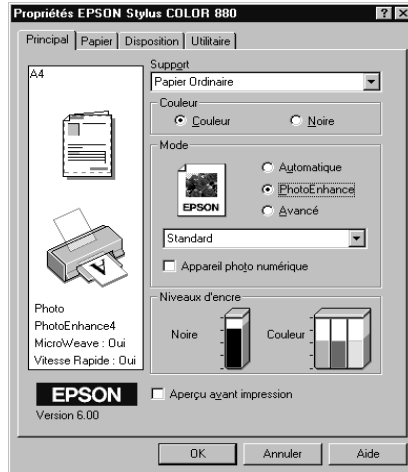 Propriétés EPSON Stylus COLOR 880
Principal Papier Disposition Utilitaire
A4
Support
Papier Ordinaire
Couleur
Couleur Noire
Mode
EPSON
Automatique
PhotoEnhance
Avancé
Standard
Appareil photo numérique
A
Photo
PhotoEnhance4
MicroWeave : Oui
Vitesse Rapide : Oui
Niveaux d'encre
Noire Couleur
EPSON
Version 6.00
Aperçu avant impression
OK Annuler Aide